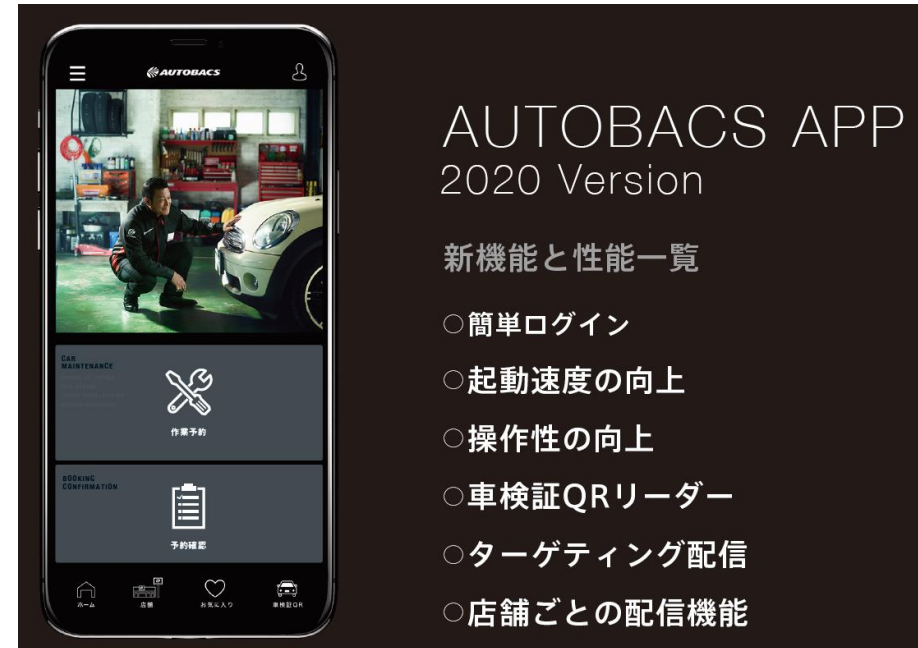 AUTOBACS
CAR
MAINTENANCE
作業予約
BOOKING
CONFIRMATION
予約確認
ホーム
店舗
お気に入り
車検証QR
AUTOBACS APP
2020 Version
新機能と性能一覧
○簡単ログイン
○起動速度の向上
○操作性の向上
○車検証QRリーダー
○ターゲティング配信
○店舗ごとの配信機能